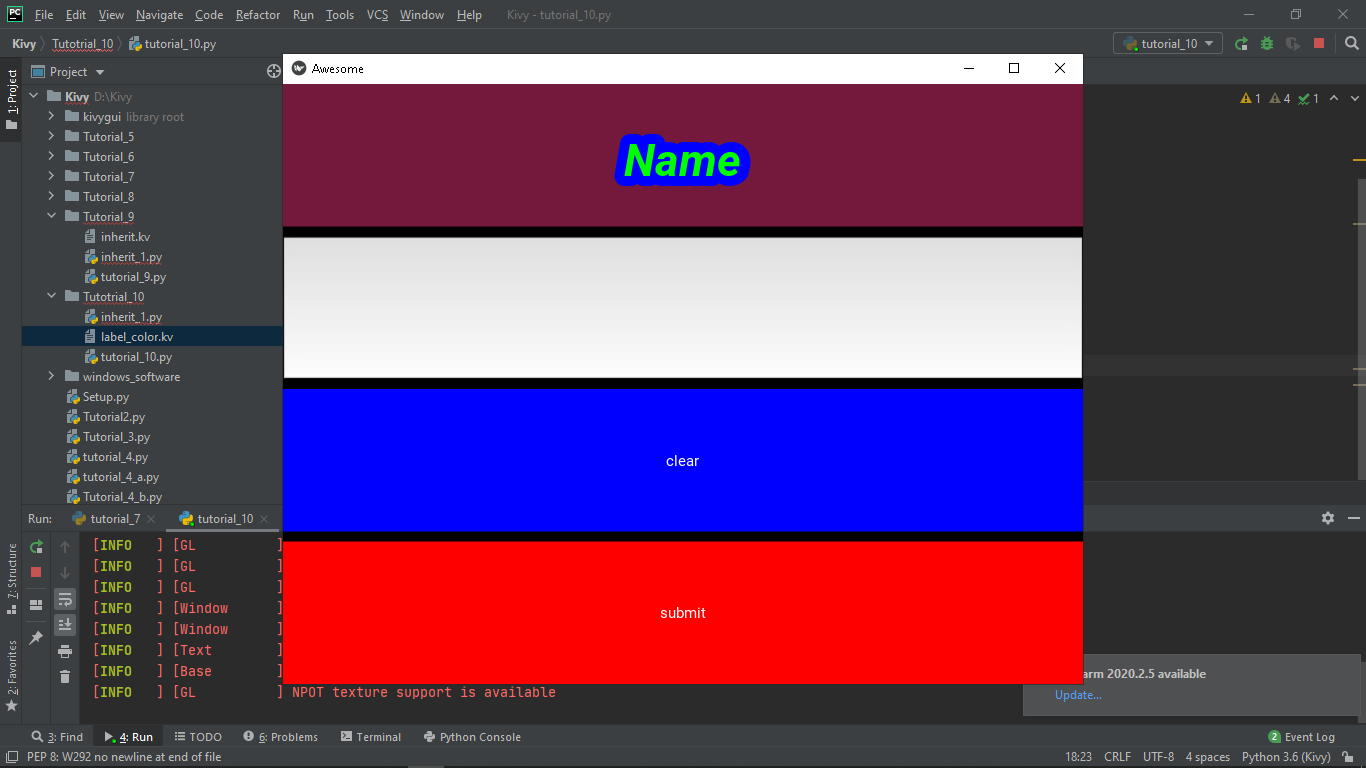 File Edit View Navigate Code Refactor Run Tools VCS Window Help Kivy - tutorial_10.py
Kivy Tutotrial_10 tutorial_10.py tutorial_10
1: Project
Project
Awesome
1 4 1
Kivy D:\Kivy
kivygui library root
Tutorial_5
Tutorial_6
Tutorial_7
Tutorial_8
Tutorial_9
inherit.kv
inherit_1.py
tutorial_9.py
Tutotrial_10
inherit_1.py
label_color.kv
tutorial_10.py
windows_software
Setup.py
Tutorial2.py
Tutorial_3.py
tutorial_4.py
tutorial_4_a.py
Tutorial_4_b.py
Name
clear
submit
Run: tutorial_7 tutorial_10
[INFO ] [GL ]
[INFO ] [GL ]
[INFO ] [GL ]
[INFO ] [Window ]
[INFO ] [Window ]
[INFO ] [Text ]
[INFO ] [Base ]
[INFO ] [GL ] NPOT texture support is available
7: Structure
2: Favorites
arm 2020.2.5 available
Update...
3: Find 4: Run TODO 6: Problems Terminal Python Console 2 Event Log
PEP 8: W292 no newline at end of file 18:23 CRLF UTF-8 4 spaces Python 3.6 (Kivy)